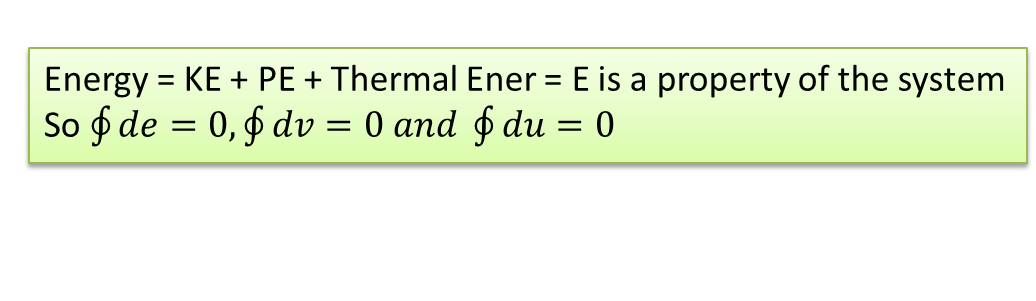 Energy = KE + PE + Thermal Ener = E is a property of the system
So ∮ de = 0, ∮ dv = 0 and ∮ du = 0